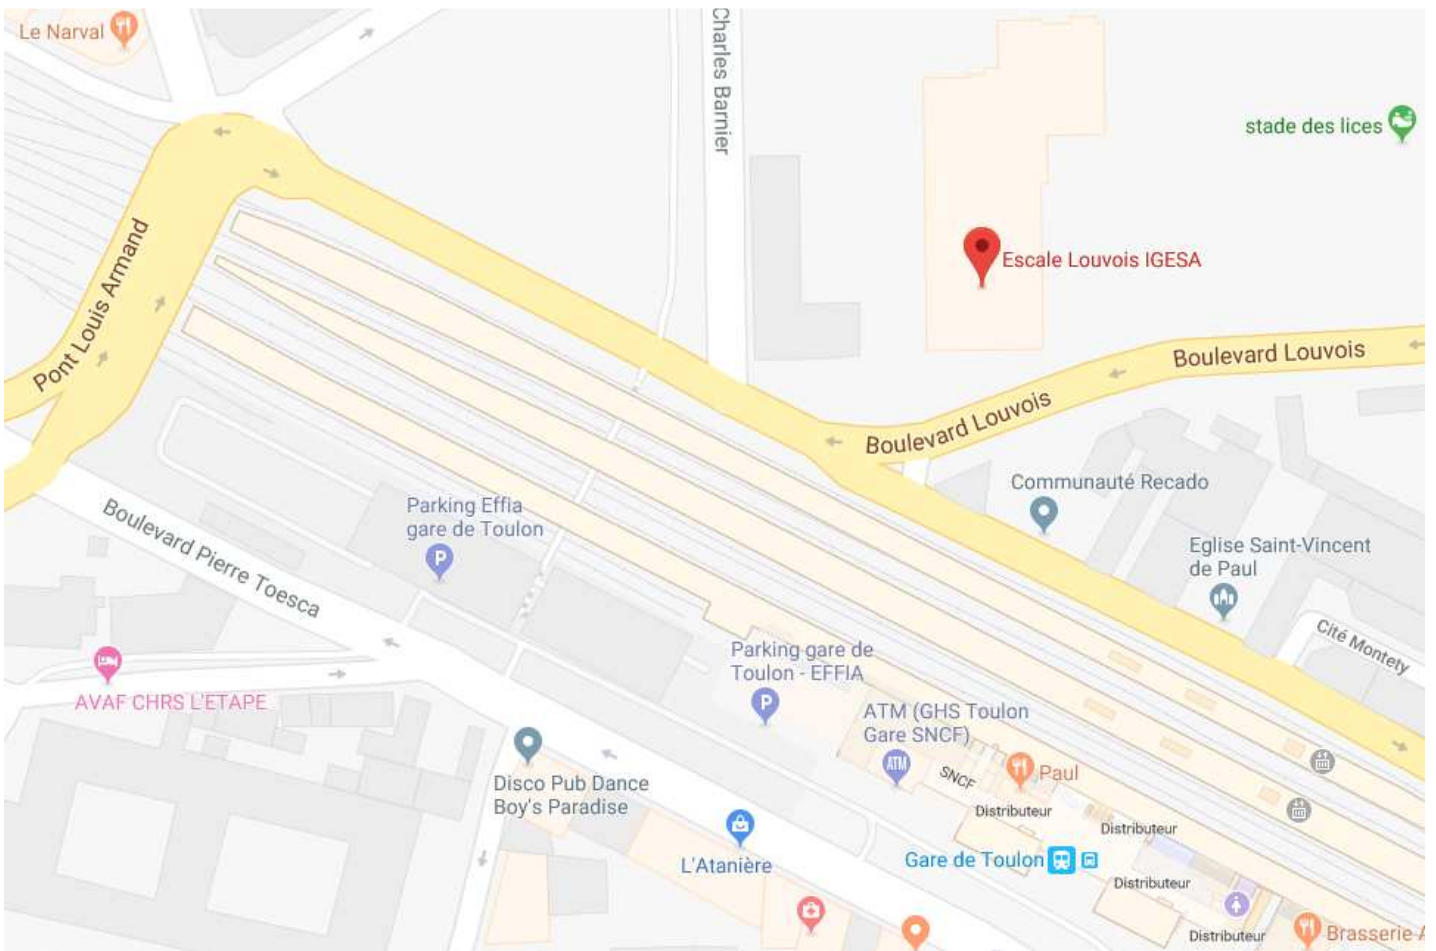 Le Narval
Charles Barnier
stade des lices
Pont Louis Armand
Escale Louvois IGESA
Boulevard Louvois
Boulevard Louvois
Communauté Recado
Parking Effia
gare de Toulon
P
Boulevard Pierre Toesca
Eglise Saint-Vincent
de Paul
Cité Montety
Parking gare de
Toulon - EFFIA
P
AVAF CHRS L'ETAPE
ATM (GHS Toulon
Gare SNCF)
ATM
SNCF
Paul
Disco Pub Dance
Boy's Paradise
Distributeur
Distributeur
L'Atanière
Gare de Toulon
Distributeur
Distributeur
Brasserie A